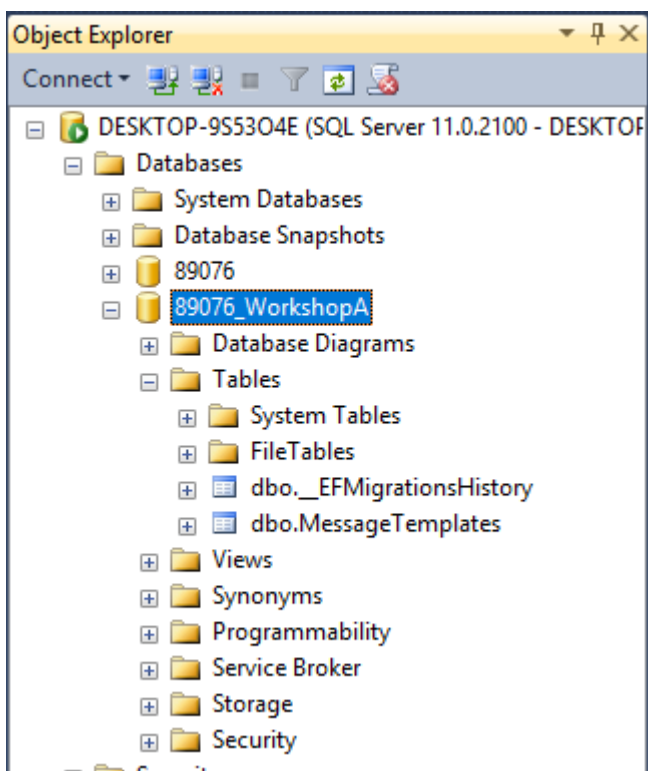 Object Explorer
Connect
DESKTOP-9S53O4E (SQL Server 11.0.2100 - DESKTOP
Databases
System Databases
Database Snapshots
89076
89076_WorkshopA
Database Diagrams
Tables
System Tables
FileTables
dbo.__EFMigrationsHistory
dbo.MessageTemplates
Views
Synonyms
Programmability
Service Broker
Storage
Security